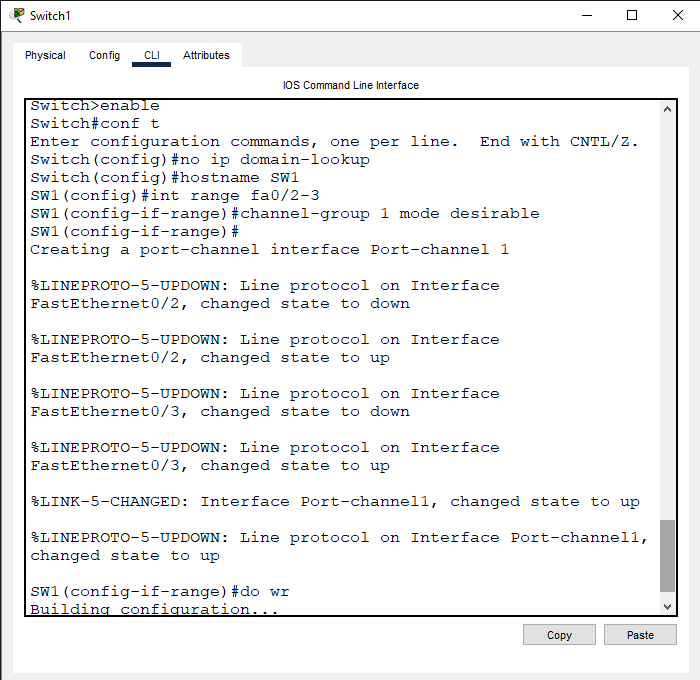 Switch1
Physical Config CLI Attributes
IOS Command Line Interface
Switch>enable
Switch#conf t
Enter configuration commands, one per line.  End with CNTL/Z.
Switch(config)#no ip domain-lookup
Switch(config)#hostname SW1
SW1(config)#int range fa0/2-3
SW1(config-if-range)#channel-group 1 mode desirable
SW1(config-if-range)#
Creating a port-channel interface Port-channel 1
%LINEPROTO-5-UPDOWN: Line protocol on Interface
FastEthernet0/2, changed state to down
%LINEPROTO-5-UPDOWN: Line protocol on Interface
FastEthernet0/2, changed state to up
%LINEPROTO-5-UPDOWN: Line protocol on Interface
FastEthernet0/3, changed state to down
%LINEPROTO-5-UPDOWN: Line protocol on Interface
FastEthernet0/3, changed state to up
%LINK-5-CHANGED: Interface Port-channel1, changed state to up
%LINEPROTO-5-UPDOWN: Line protocol on Interface Port-channel1,
changed state to up
SW1(config-if-range)#do wr
Building configuration...
Copy Paste